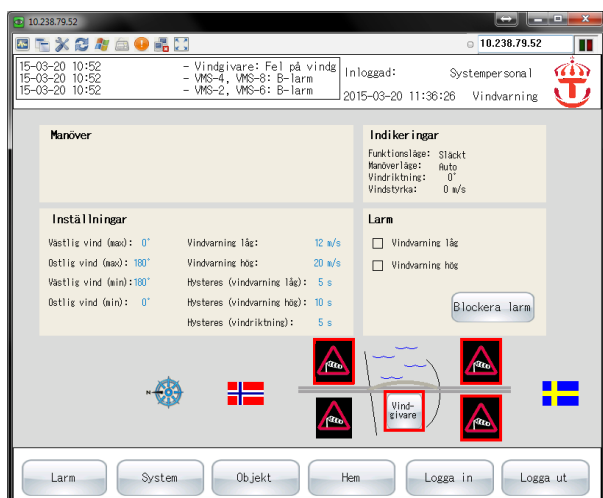 10.238.79.52
10.238.79.52
15-03-20 10:52 - Vindgivare: Fel på vindg
15-03-20 10:52 - VMS-4, VMS-8: B-larm
15-03-20 10:52 - VMS-2, VMS-6: B-larm
Inloggad: Systempersonal
2015-03-20 11:36:26 Vindvarning
Manöver
Indikeringar
Funktionsläge: Släckt
Manöverläge: Auto
Vindriktning: 0°
Vindstyrka: 0 m/s
Inställningar
Västlig vind (max): 0°
Ostlig vind (max): 180°
Västlig vind (min): 180°
Ostlig vind (min): 0°
Vindvarning låg: 12 m/s
Vindvarning hög: 20 m/s
Hysteres (vindvarning låg): 5 s
Hysteres (vindvarning hög): 10 s
Hysteres (vindriktning): 5 s
Larm
Vindvarning låg
Vindvarning hög
Blockera larm
N
Vind-
givare
Larm
System
Objekt
Hem
Logga in
Logga ut